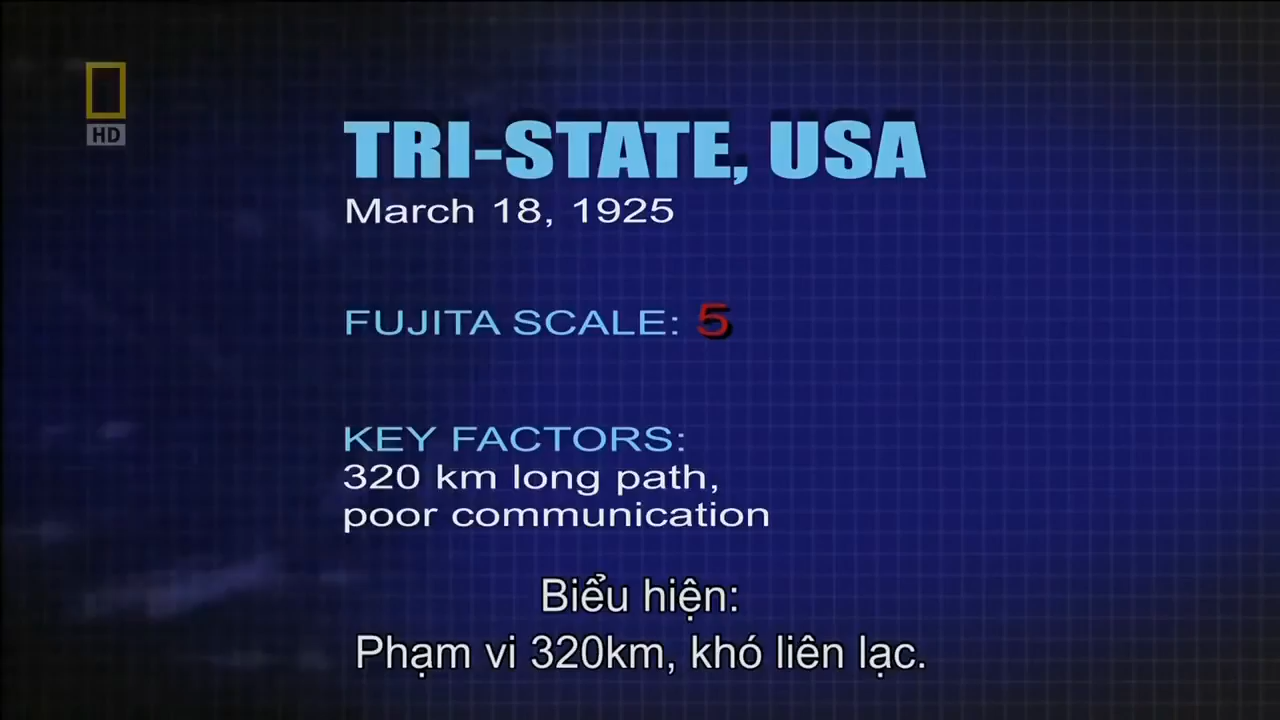 HD
TRI-STATE, USA
March 18, 1925
FUJITA SCALE: 5
KEY FACTORS:
320 km long path,
poor communication
Biểu hiện:
Phạm vi 320km, khó liên lạc.